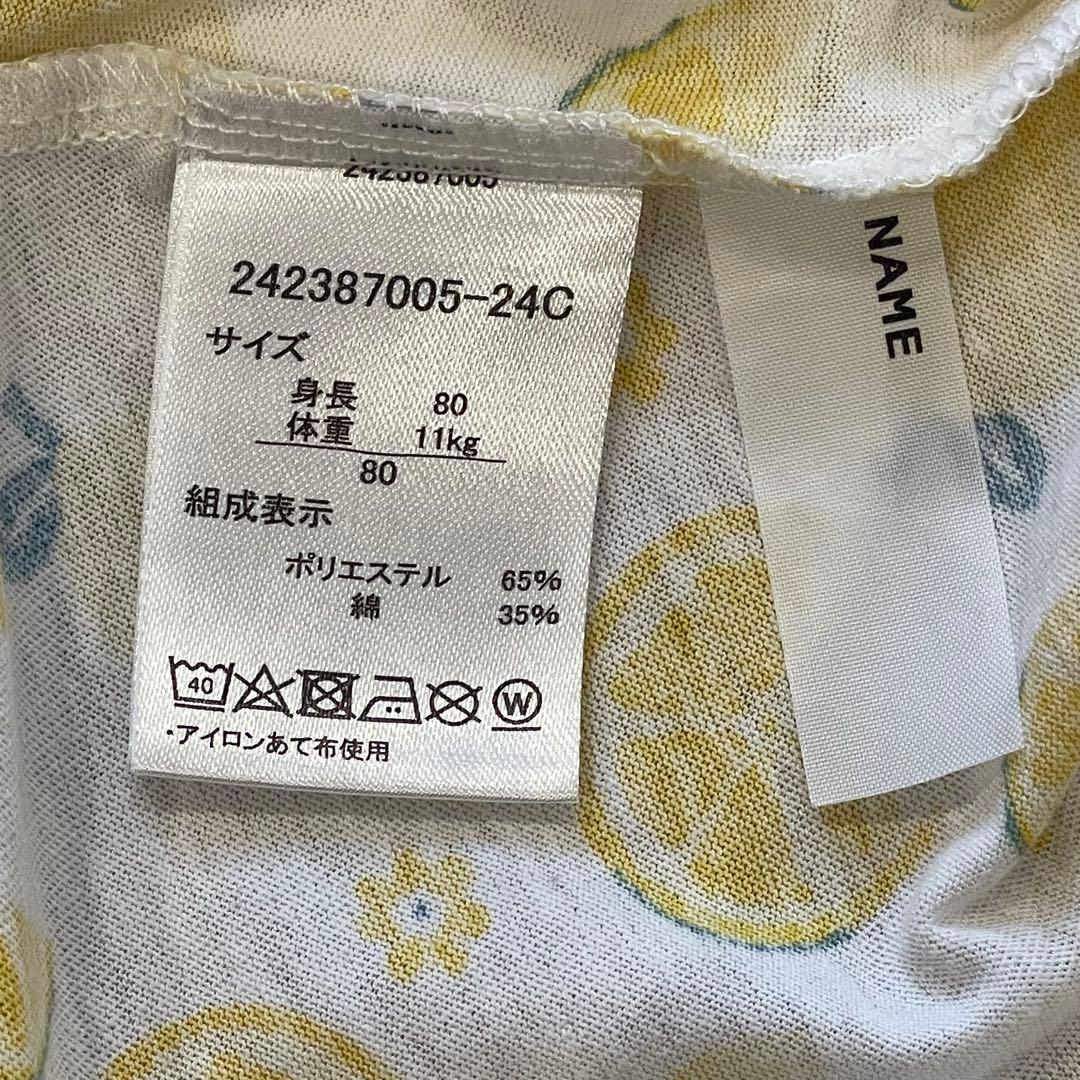 242387005
242387005-24C
サイズ
身長 80
体重 11kg
80
組成表示
ポリエステル 65%
綿 35%
40
W
・アイロンあて布使用
NAME